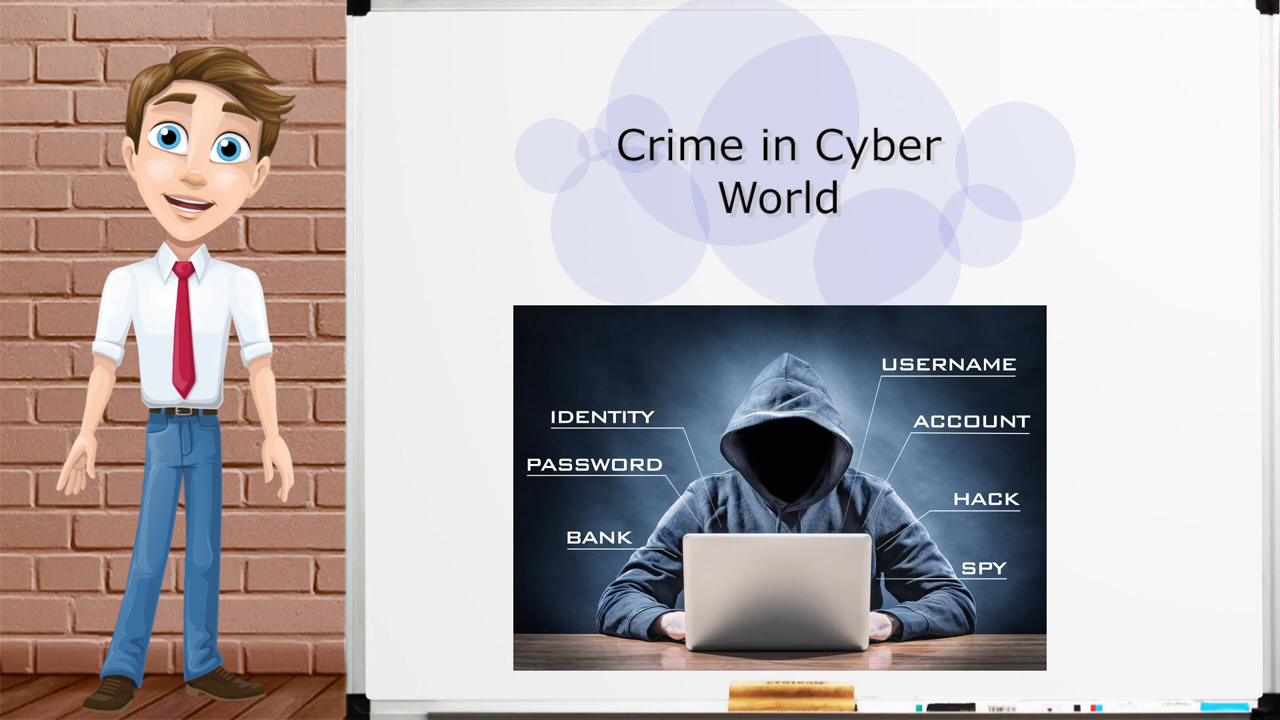 Crime in Cyber
World
USERNAME
IDENTITY
ACCOUNT
PASSWORD
HACK
BANK
SPY